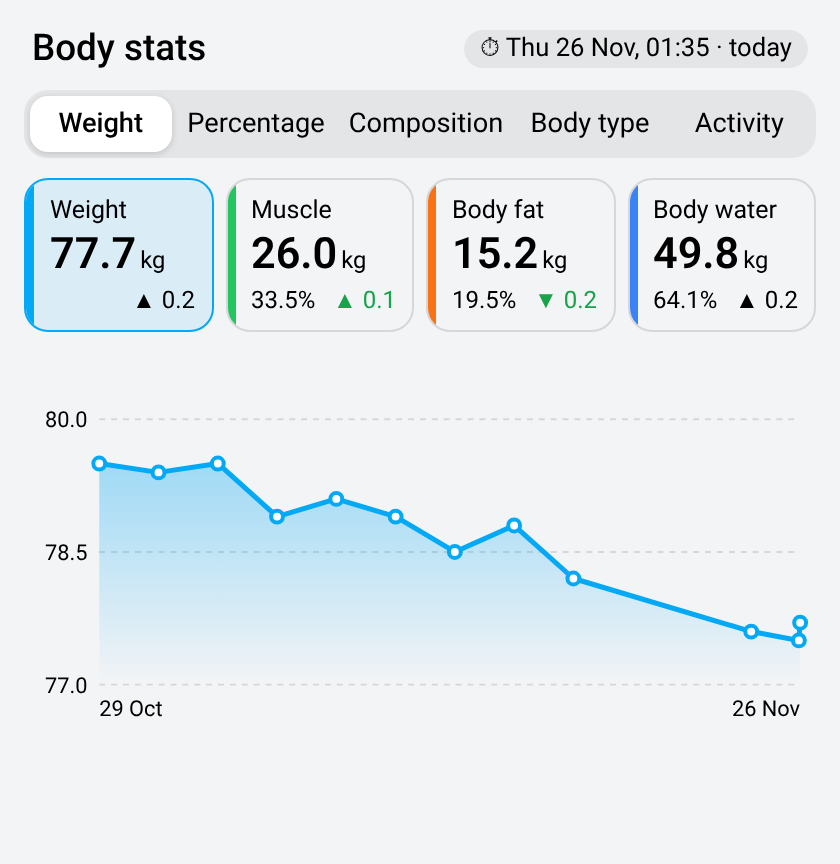 Body stats
⏱ Thu 26 Nov, 01:35 · today
Weight Percentage Composition Body type Activity
Weight
77.7 kg
▲ 0.2
Muscle
26.0 kg
33.5% ▲ 0.1
Body fat
15.2 kg
19.5% ▼ 0.2
Body water
49.8 kg
64.1% ▲ 0.2
80.0
78.5
77.0
29 Oct 26 Nov